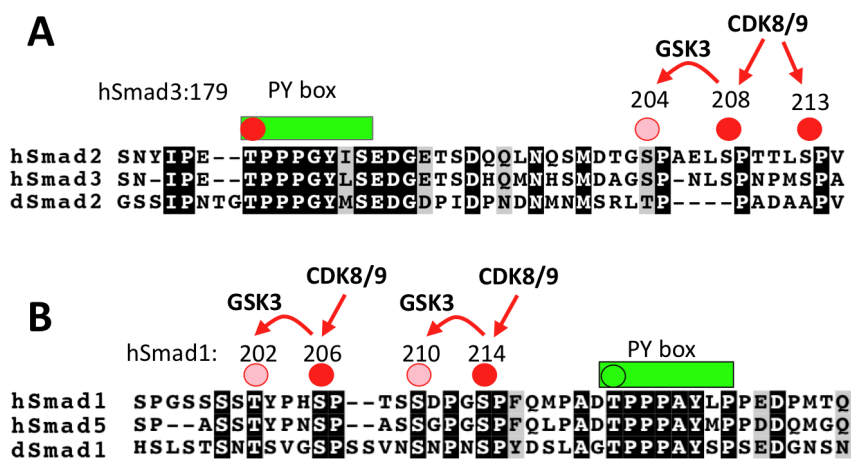 A
CDK8/9
GSK3
hSmad3:179 PY box 204 208 213
hSmad2 SNYIPE--TPPPGYISEDGETSDQQLNQSMDTGSPAELSPTTLSPV
hSmad3 SN-IPE--TPPPGYLSEDGETSDHQMNHSMDAGSP-NLSPNPMSPA
dSmad2 GSSIPNTGTPPPGYMSEDGDPIDPNDNMNMSRLTP----PADAAPV
B
CDK8/9 CDK8/9
GSK3 GSK3
hSmad1: 202 206 210 214 PY box
hSmad1 SPGSSSSTYPHSP--TSSDPGSPFQMPADTPPPAYLPPEDPMTQ
hSmad5 SP--ASSTYPNSP--ASSGPGSPFQLPADTPPPAYMPPDDQMGQ
dSmad1 HSLSTSNTSVGSPSSVNSNPNSPYDSLAGTPPPAYSPSEDGNSN